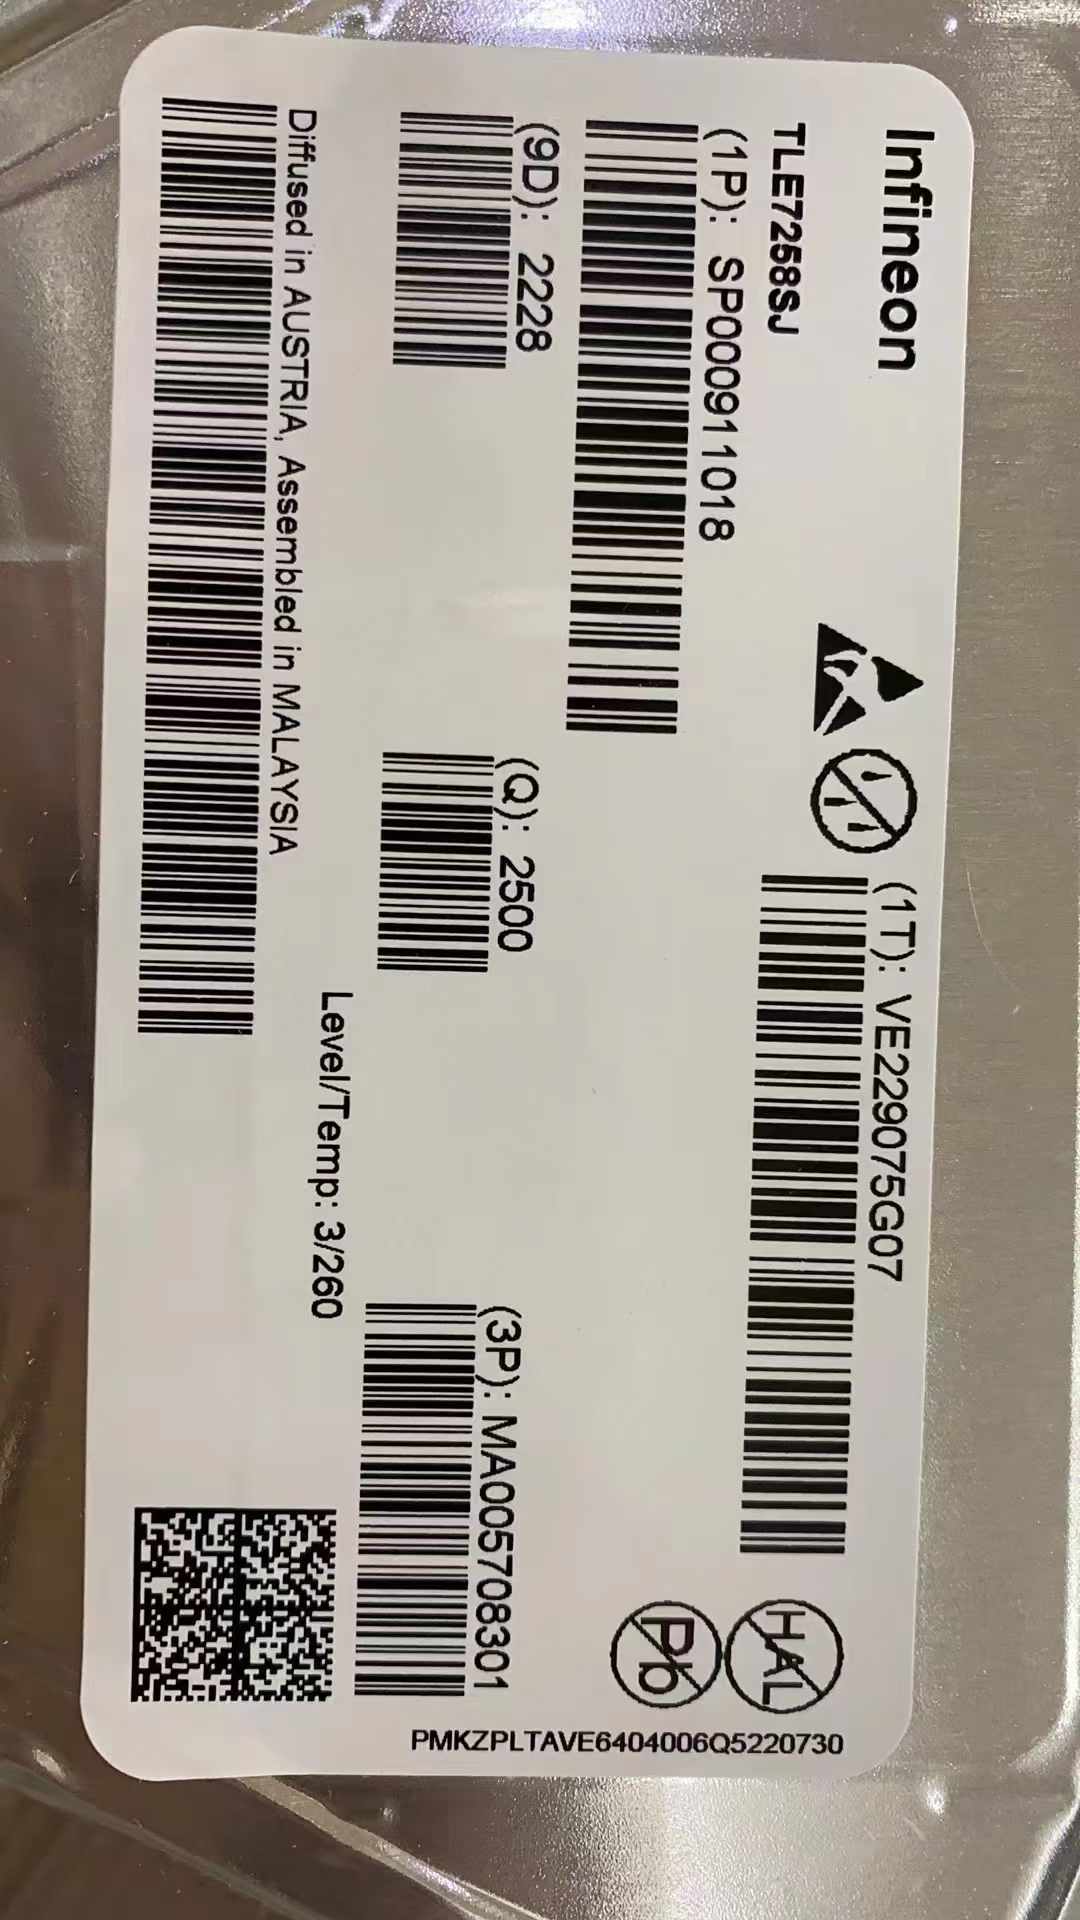 Infineon
(1T): VE229075G07
TLE7258SJ
(1P): SP000911018
HAL
Pb
(9D): 2228
(Q): 2500
(3P): MA005708301
Level/Temp: 3/260
Diffused in AUSTRIA, Assembled in MALAYSIA
PMKZPLTAVE6404006Q5220730